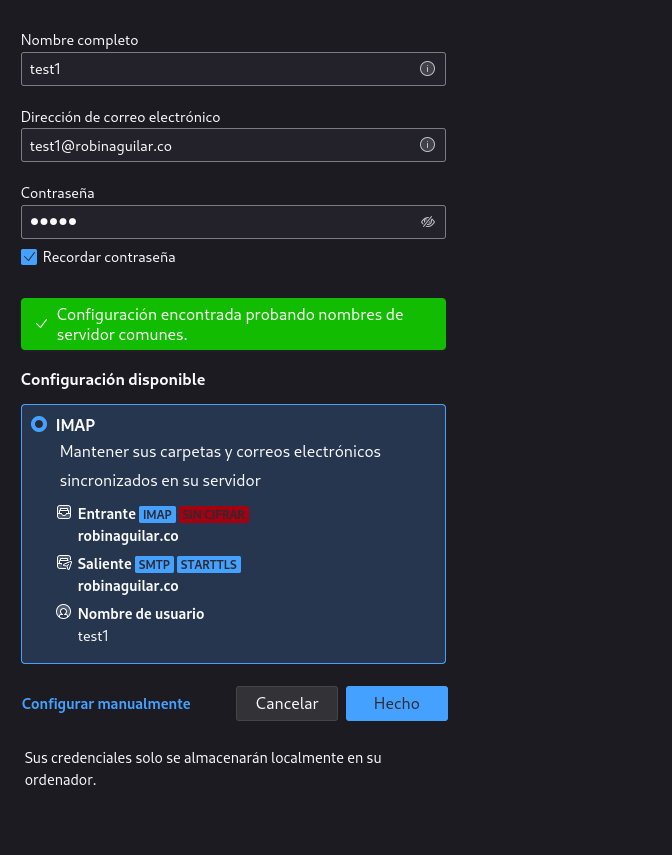 Nombre completo
test1
Dirección de correo electrónico
test1@robinaguilar.co
Contraseña
●●●●●
Recordar contraseña
Configuración encontrada probando nombres de
servidor comunes.
Configuración disponible
IMAP
Mantener sus carpetas y correos electrónicos
sincronizados en su servidor
Entrante IMAP SIN CIFRAR
robinaguilar.co
Saliente SMTP STARTTLS
robinaguilar.co
Nombre de usuario
test1
Configurar manualmente Cancelar Hecho
Sus credenciales solo se almacenarán localmente en su
ordenador.